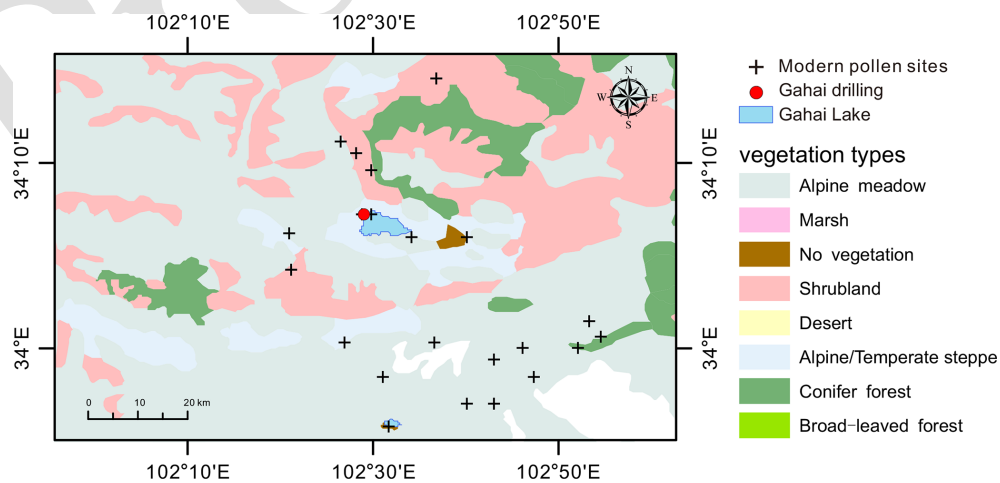 102°10'E 102°30'E 102°50'E
34°10'E
34°E
34°10'E
34°E
N
W E
S
0 10 20 km
102°10'E 102°30'E 102°50'E
Modern pollen sites
Gahai drilling
Gahai Lake
vegetation types
Alpine meadow
Marsh
No vegetation
Shrubland
Desert
Alpine/Temperate steppe
Conifer forest
Broad-leaved forest